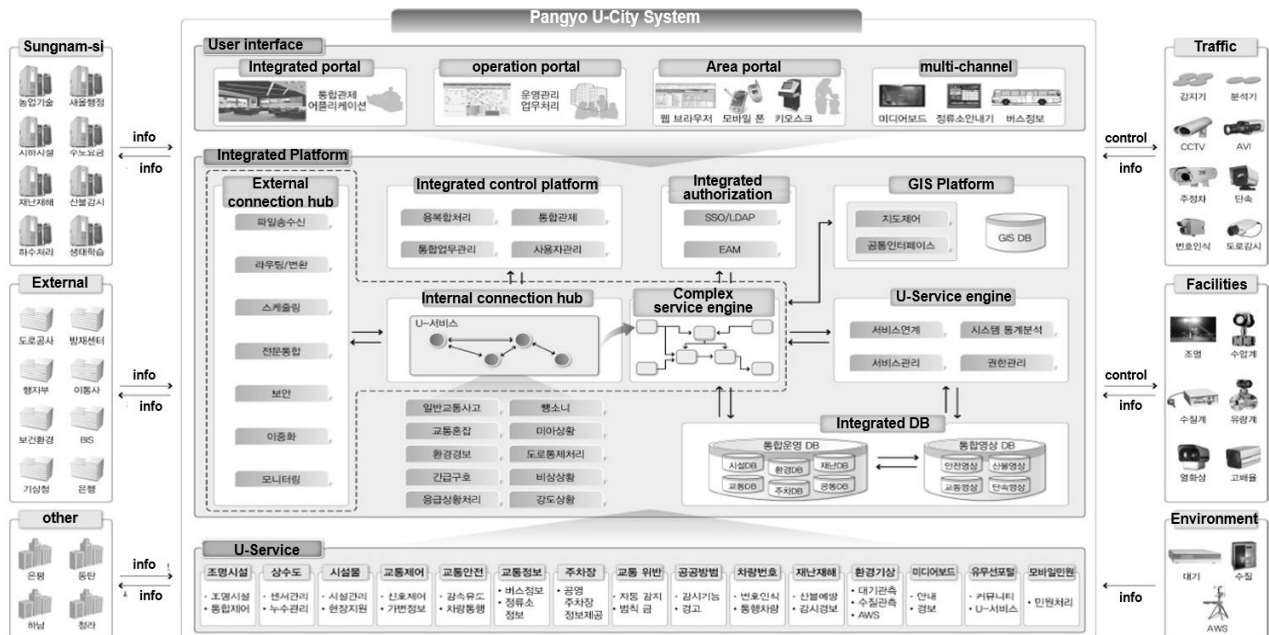 Pangyo U-City System
Sungnam-si
농업기술 새올행정
지하시설 수도요금
재난재해 산불감시
하수처리 생태학습
External
도로공사 방재센터
행자부 이통사
보건환경 BIS
기상청 은행
other
은평 동탄
하남 청라
info
info
info
info
info
info
User interface
Integrated portal
통합관제
어플리케이션
operation portal
운영관리
업무처리
Area portal
웹 브라우저 모바일 폰 키오스크
multi-channel
미디어보드 정류소안내기 버스정보
Integrated Platform
External
connection hub
파일송수신
라우팅/변환
스케줄링
전문통합
보안
이중화
모니터링
Integrated control platform
융복합처리 통합관제
통합업무관리 사용자관리
Integrated
authorization
SSO/LDAP
EAM
GIS Platform
지도제어
공통인터페이스
GIS DB
Internal connection hub
U-서비스
Complex
service engine
U-Service engine
서비스연계 시스템 통계분석
서비스관리 권한관리
일반교통사고 뺑소니
교통혼잡 미아상황
환경경보 도로통제처리
긴급구호 비상상황
응급상황처리 강도상황
Integrated DB
통합운영 DB
시설DB 환경DB 재난DB
교통DB 주차DB 공통DB
통합영상 DB
안전영상 산불영상
교통영상 단속영상
U-Service
조명시설
· 조명시설
· 통합제어
상수도
· 센서관리
· 누수관리
시설물
· 시설관리
· 현장지원
교통제어
· 신호제어
· 가변정보
교통안전
· 감속유도
· 차량통행
교통정보
• 버스정보
• 정류소
정보
주차장
• 공영
주차장
정보제공
교통 위반
· 자동 감지
· 범칙 금
공공방범
· 감시기능
· 경고
차량번호
· 번호인식
· 통행차량
재난재해
· 산불예방
· 감시경보
환경기상
• 대기관측
• 수질관측
• AWS
미디어보드
· 안내
· 경보
유무선포털
· 커뮤니티
· U-서비스
모바일민원
· 민원처리
control
info
control
info
info
Traffic
감지기 분석기
CCTV AVI
주정차 단속
번호인식 도로감시
Facilities
조명 수압계
수질계 유량계
열화상 고배율
Environment
대기 수질
AWS